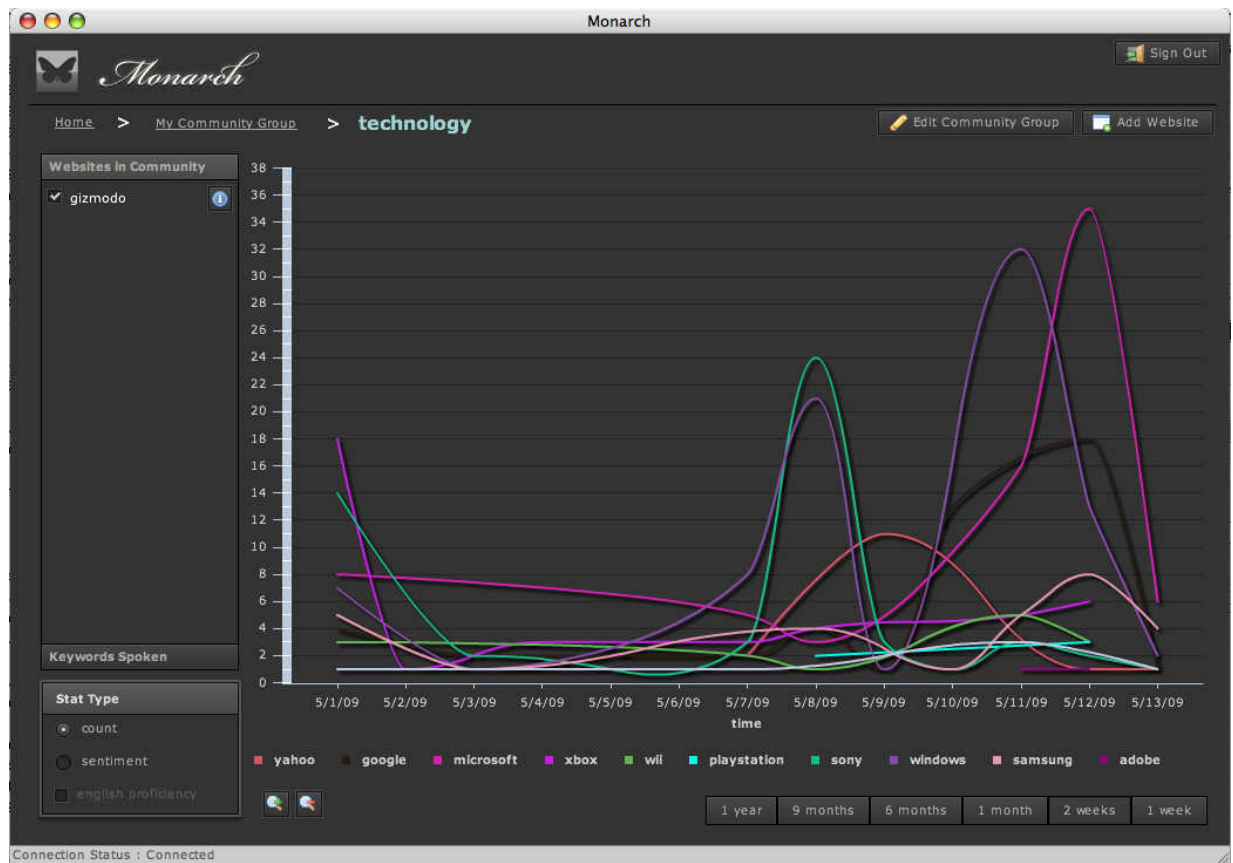 Monarch
Monarch
Sign Out
Home > My Community Group > technology
Edit Community Group
Add Website
Websites in Community
gizmodo
Keywords Spoken
Stat Type
count
sentiment
english proficiency
38
36
34
32
30
28
26
24
22
20
18
16
14
12
10
8
6
4
2
0
5/1/09 5/2/09 5/3/09 5/4/09 5/5/09 5/6/09 5/7/09 5/8/09 5/9/09 5/10/09 5/11/09 5/12/09 5/13/09
time
yahoo google microsoft xbox wii playstation sony windows samsung adobe
1 year 9 months 6 months 1 month 2 weeks 1 week
Connection Status : Connected